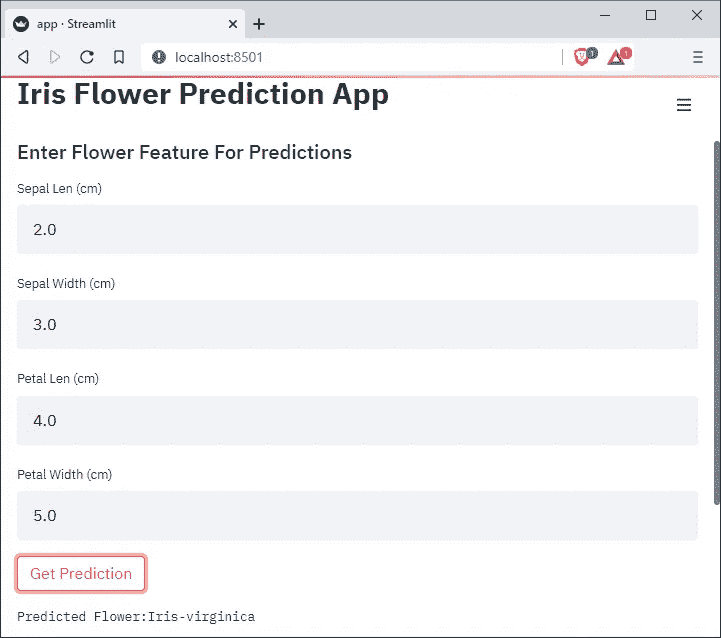 app · Streamlit
localhost:8501
1
1
Iris Flower Prediction App
Enter Flower Feature For Predictions
Sepal Len (cm)
2.0
Sepal Width (cm)
3.0
Petal Len (cm)
4.0
Petal Width (cm)
5.0
Get Prediction
Predicted Flower:Iris-virginica